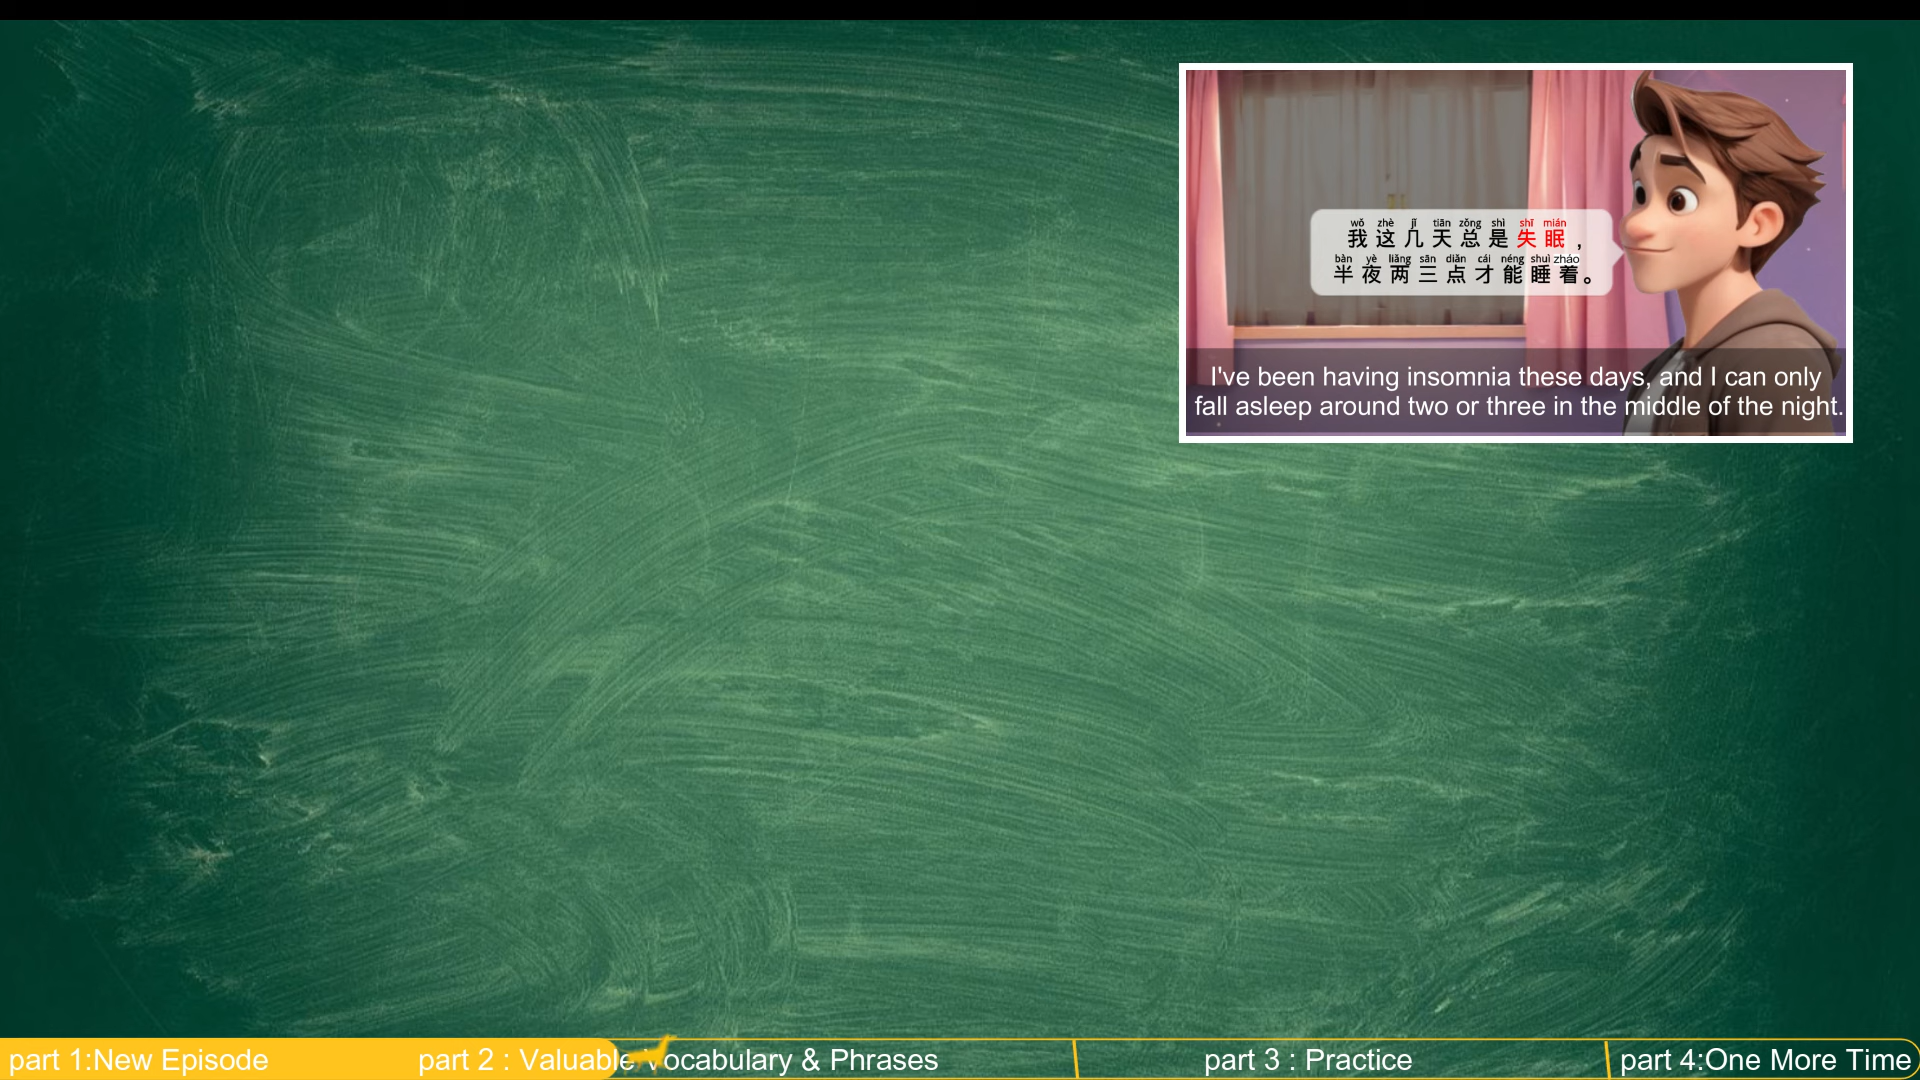 wǒ zhè jǐ tiān zǒng shì shī mián
我这几天总是失眠，
bàn yè liǎng sān diǎn cái néng shuì zháo
半夜两三点才能睡着。
I've been having insomnia these days, and I can only
fall asleep around two or three in the middle of the night.
part 1:New Episode
part 2 : Valuable Vocabulary & Phrases
part 3 : Practice
part 4:One More Time